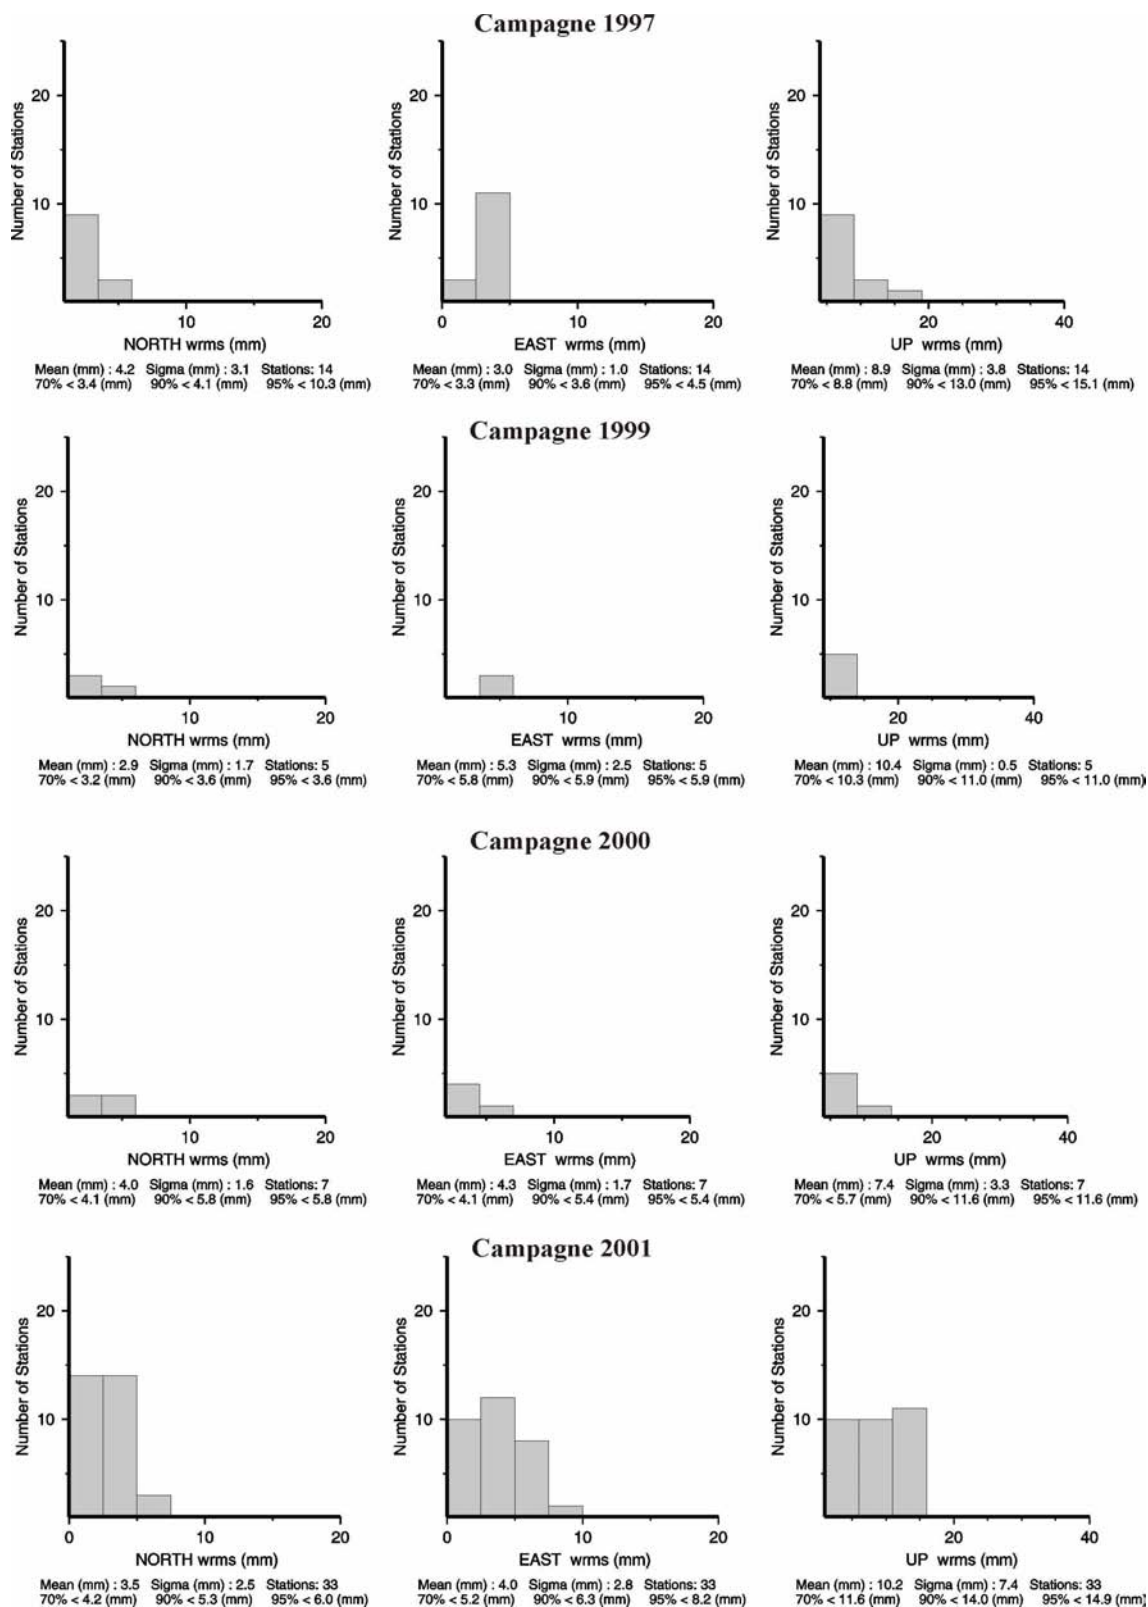 Campagne 1997
Number of Stations
20
10
10
20
NORTH wrms (mm)
Mean (mm) : 4.2 Sigma (mm) : 3.1 Stations: 14
70% < 3.4 (mm) 90% < 4.1 (mm) 95% < 10.3 (mm)
Number of Stations
20
10
0
10
20
EAST wrms (mm)
Mean (mm) : 3.0 Sigma (mm) : 1.0 Stations: 14
70% < 3.3 (mm) 90% < 3.6 (mm) 95% < 4.5 (mm)
Number of Stations
20
10
20
40
UP wrms (mm)
Mean (mm) : 8.9 Sigma (mm) : 3.8 Stations: 14
70% < 8.8 (mm) 90% < 13.0 (mm) 95% < 15.1 (mm)
Campagne 1999
Number of Stations
20
10
10
20
NORTH wrms (mm)
Mean (mm) : 2.9 Sigma (mm) : 1.7 Stations: 5
70% < 3.2 (mm) 90% < 3.6 (mm) 95% < 3.6 (mm)
Number of Stations
20
10
10
20
EAST wrms (mm)
Mean (mm) : 5.3 Sigma (mm) : 2.5 Stations: 5
70% < 5.8 (mm) 90% < 5.9 (mm) 95% < 5.9 (mm)
Number of Stations
20
10
20
40
UP wrms (mm)
Mean (mm) : 10.4 Sigma (mm) : 0.5 Stations: 5
70% < 10.3 (mm) 90% < 11.0 (mm) 95% < 11.0 (mm)
Campagne 2000
Number of Stations
20
10
10
20
NORTH wrms (mm)
Mean (mm) : 4.0 Sigma (mm) : 1.6 Stations: 7
70% < 4.1 (mm) 90% < 5.8 (mm) 95% < 5.8 (mm)
Number of Stations
20
10
10
20
EAST wrms (mm)
Mean (mm) : 4.3 Sigma (mm) : 1.7 Stations: 7
70% < 4.1 (mm) 90% < 5.4 (mm) 95% < 5.4 (mm)
Number of Stations
20
10
20
40
UP wrms (mm)
Mean (mm) : 7.4 Sigma (mm) : 3.3 Stations: 7
70% < 5.7 (mm) 90% < 11.6 (mm) 95% < 11.6 (mm)
Campagne 2001
Number of Stations
20
10
0
10
20
NORTH wrms (mm)
Mean (mm) : 3.5 Sigma (mm) : 2.5 Stations: 33
70% < 4.2 (mm) 90% < 5.3 (mm) 95% < 6.0 (mm)
Number of Stations
20
10
0
10
20
EAST wrms (mm)
Mean (mm) : 4.0 Sigma (mm) : 2.8 Stations: 33
70% < 5.2 (mm) 90% < 6.3 (mm) 95% < 8.2 (mm)
Number of Stations
20
10
20
40
UP wrms (mm)
Mean (mm) : 10.2 Sigma (mm) : 7.4 Stations: 33
70% < 11.6 (mm) 90% < 14.0 (mm) 95% < 14.9 (mm)